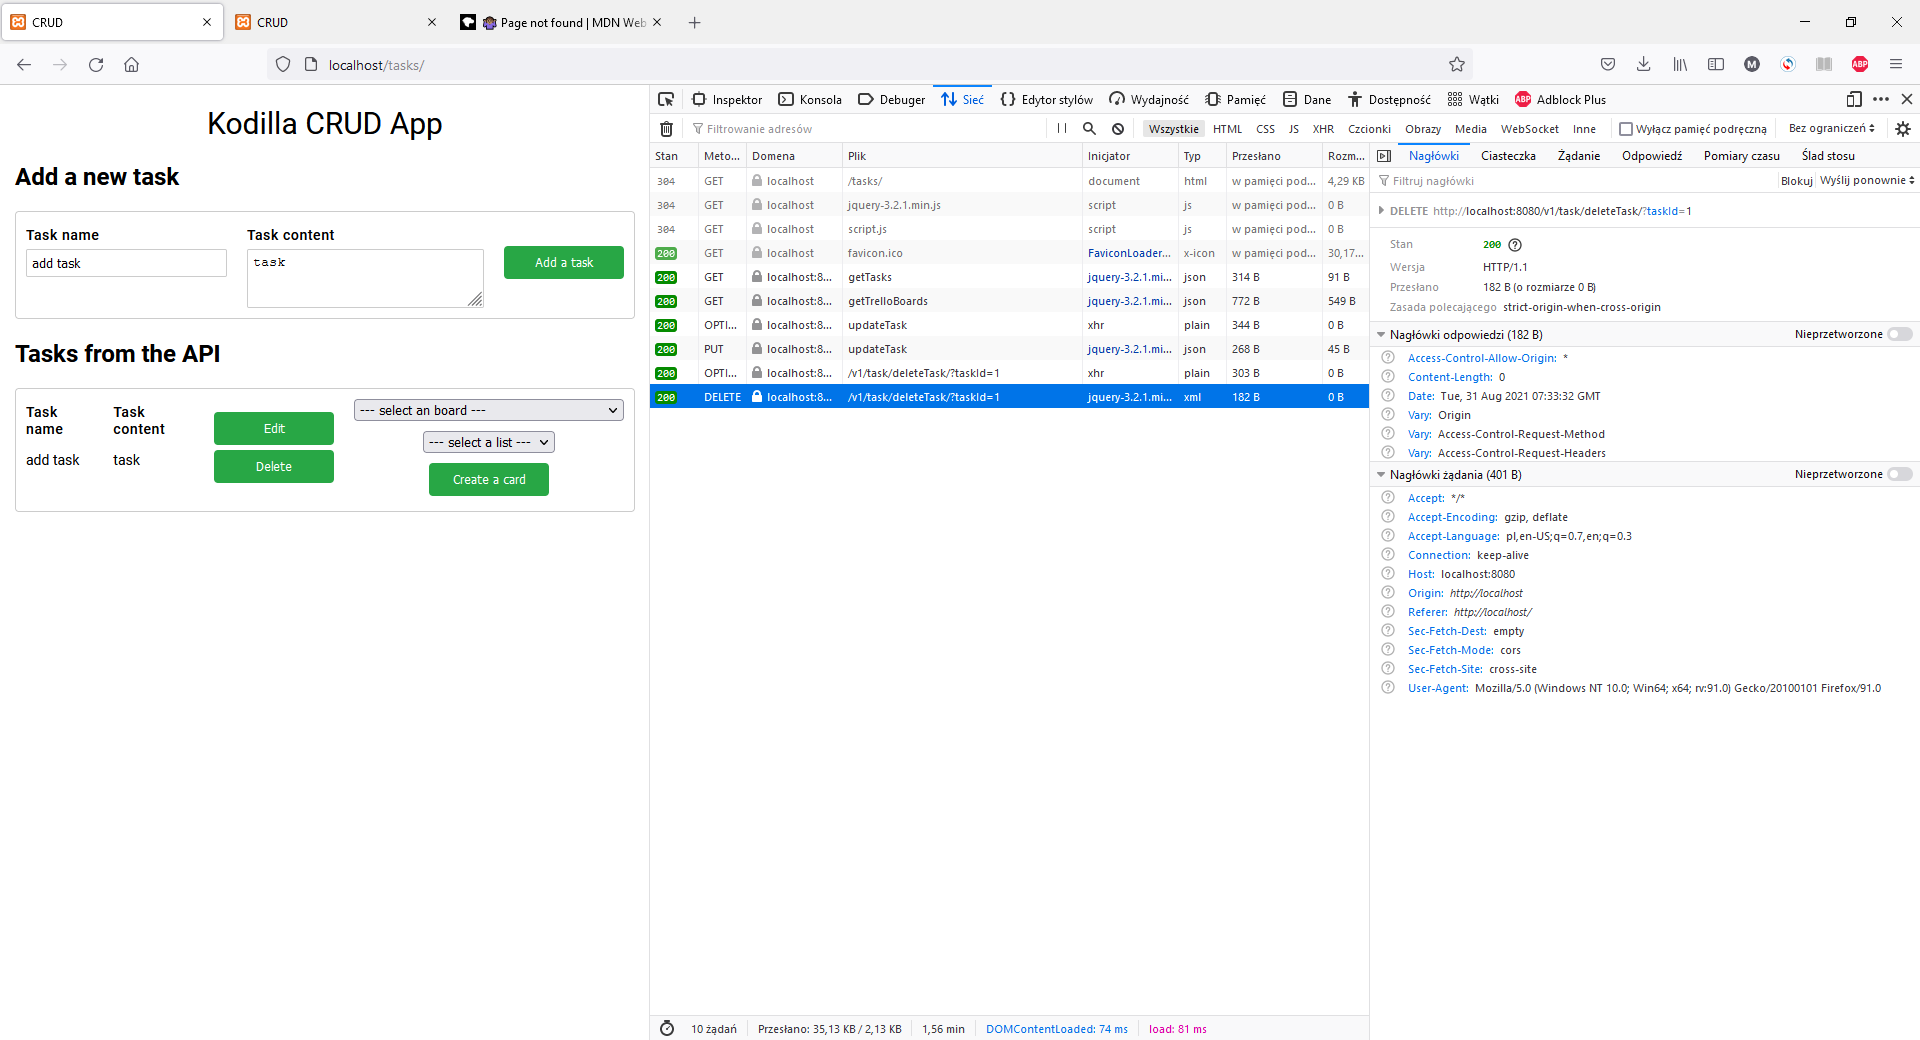 CRUD
CRUD
Page not found | MDN Web
localhost/tasks/
M
ABP
Kodilla CRUD App
Add a new task
Task name
Task content
add task
task
Add a task
Tasks from the API
Task name
Task content
add task
task
Edit
Delete
--- select an board ---
--- select a list ---
Create a card
Inspektor
Konsola
Debuger
Sieć
Edytor stylów
Wydajność
Pamięć
Dane
Dostępność
Wątki
ABP
Adblock Plus
Filtrowanie adresów
Wszystkie HTML CSS JS XHR Czcionki Obrazy Media WebSocket Inne
Wyłącz pamięć podręczną
Bez ograniczeń
Stan Meto... Domena Plik Inicjator Typ Przesłano Rozm...
304 GET localhost /tasks/ document html w pamięci pod... 4,29 KB
304 GET localhost jquery-3.2.1.min.js script js w pamięci pod... 0 B
304 GET localhost script.js script js w pamięci pod... 0 B
200 GET localhost favicon.ico FaviconLoader... x-icon w pamięci pod... 30,17...
200 GET localhost:8... getTasks jquery-3.2.1.mi... json 314 B 91 B
200 GET localhost:8... getTrelloBoards jquery-3.2.1.mi... json 772 B 549 B
200 OPTI... localhost:8... updateTask xhr plain 344 B 0 B
200 PUT localhost:8... updateTask jquery-3.2.1.mi... json 268 B 45 B
200 OPTI... localhost:8... /v1/task/deleteTask/?taskId=1 xhr plain 303 B 0 B
200 DELETE localhost:8... /v1/task/deleteTask/?taskId=1 jquery-3.2.1.mi... xml 182 B 0 B
10 żądań
Przesłano: 35,13 KB / 2,13 KB
1,56 min
DOMContentLoaded: 74 ms
load: 81 ms
Nagłówki Ciasteczka Żądanie Odpowiedź Pomiary czasu Ślad stosu
Filtruj nagłówki
Blokuj
Wyślij ponownie
DELETE http://localhost:8080/v1/task/deleteTask/?taskId=1
Stan 200
Wersja HTTP/1.1
Przesłano 182 B (o rozmiarze 0 B)
Zasada polecającego strict-origin-when-cross-origin
Nagłówki odpowiedzi (182 B)
Nieprzetworzone
Access-Control-Allow-Origin: *
Content-Length: 0
Date: Tue, 31 Aug 2021 07:33:32 GMT
Vary: Origin
Vary: Access-Control-Request-Method
Vary: Access-Control-Request-Headers
Nagłówki żądania (401 B)
Nieprzetworzone
Accept: */*
Accept-Encoding: gzip, deflate
Accept-Language: pl,en-US;q=0.7,en;q=0.3
Connection: keep-alive
Host: localhost:8080
Origin: http://localhost
Referer: http://localhost/
Sec-Fetch-Dest: empty
Sec-Fetch-Mode: cors
Sec-Fetch-Site: cross-site
User-Agent: Mozilla/5.0 (Windows NT 10.0; Win64; x64; rv:91.0) Gecko/20100101 Firefox/91.0